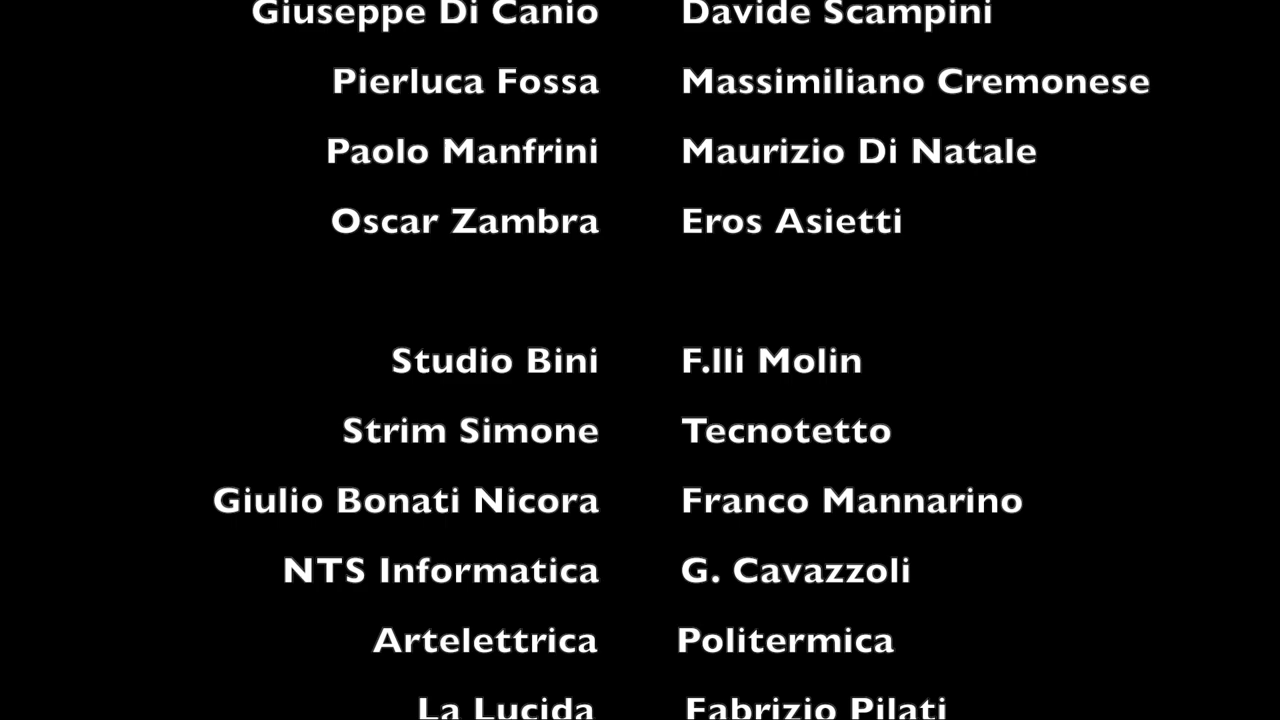 Giuseppe Di Canio Davide Scampini
Pierluca Fossa Massimiliano Cremonese
Paolo Manfrini Maurizio Di Natale
Oscar Zambra Eros Asietti
Studio Bini F.lli Molin
Strim Simone Tecnotetto
Giulio Bonati Nicora Franco Mannarino
NTS Informatica G. Cavazzoli
Artelettrica Politermica
La Lucida Fabrizio Pilati